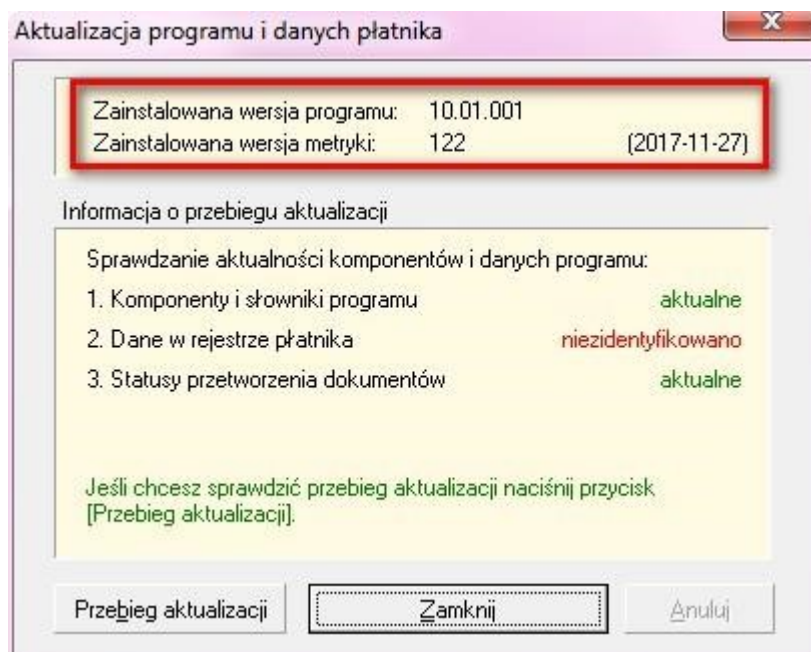 Aktualizacja programu i danych płatnika
Zainstalowana wersja programu: 10.01.001
Zainstalowana wersja metryki: 122 (2017-11-27)
Informacja o przebiegu aktualizacji
Sprawdzanie aktualności komponentów i danych programu:
1. Komponenty i słowniki programu aktualne
2. Dane w rejestrze płatnika niezidentyfikowano
3. Statusy przetworzenia dokumentów aktualne
Jeśli chcesz sprawdzić przebieg aktualizacji naciśnij przycisk
[Przebieg aktualizacji].
Przebieg aktualizacji Zamknij Anuluj